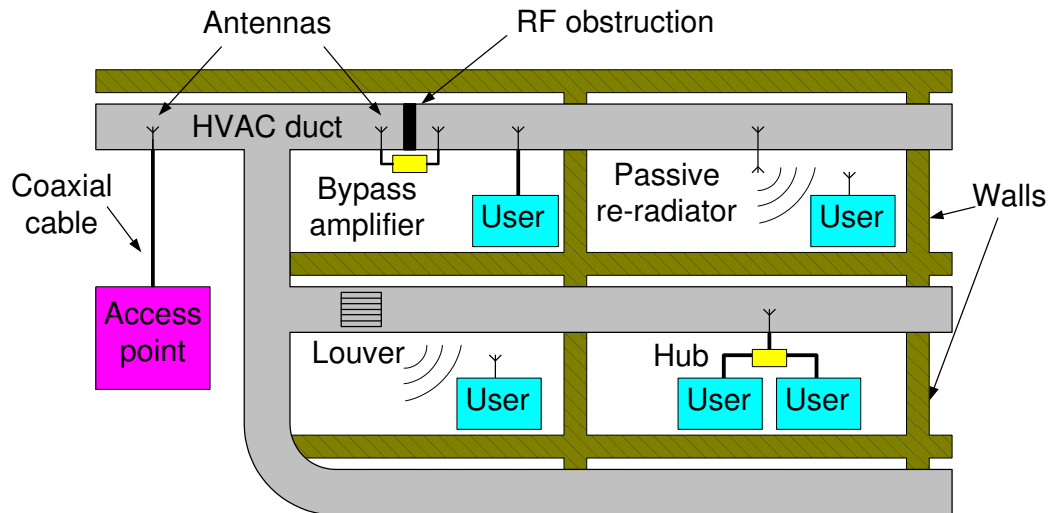 Antennas
RF obstruction
HVAC duct
Coaxial
cable
Bypass
amplifier
User
Passive
re-radiator
User
Walls
Access
point
Louver
User
Hub
User
User